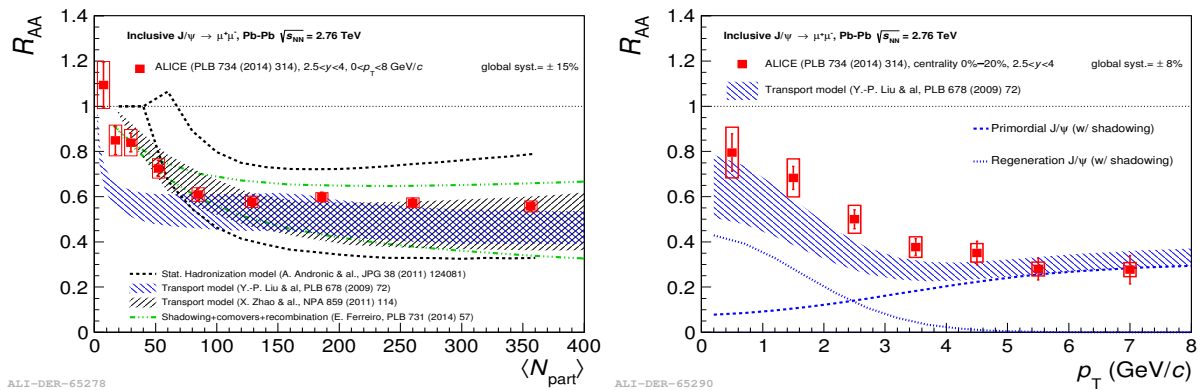 R_AA
1.4
1.2
1
0.8
0.6
0.4
0.2
0
Inclusive J/ψ → μ⁺μ⁻, Pb-Pb √s_NN = 2.76 TeV
ALICE (PLB 734 (2014) 314), 2.5<y<4, 0<p_T<8 GeV/c global syst.= ± 15%
Stat. Hadronization model (A. Andronic & al., JPG 38 (2011) 124081)
Transport model (Y.-P. Liu & al, PLB 678 (2009) 72)
Transport model (X. Zhao & al., NPA 859 (2011) 114)
Shadowing+comovers+recombination (E. Ferreiro, PLB 731 (2014) 57)
0 50 100 150 200 250 300 350 400
⟨N_part⟩
ALI-DER-65278
R_AA
1.4
1.2
1
0.8
0.6
0.4
0.2
0
Inclusive J/ψ → μ⁺μ⁻, Pb-Pb √s_NN = 2.76 TeV
ALICE (PLB 734 (2014) 314), centrality 0%−20%, 2.5<y<4 global syst.= ± 8%
Transport model (Y.-P. Liu & al, PLB 678 (2009) 72)
Primordial J/ψ (w/ shadowing)
Regeneration J/ψ (w/ shadowing)
0 1 2 3 4 5 6 7 8
p_T (GeV/c)
ALI-DER-65290